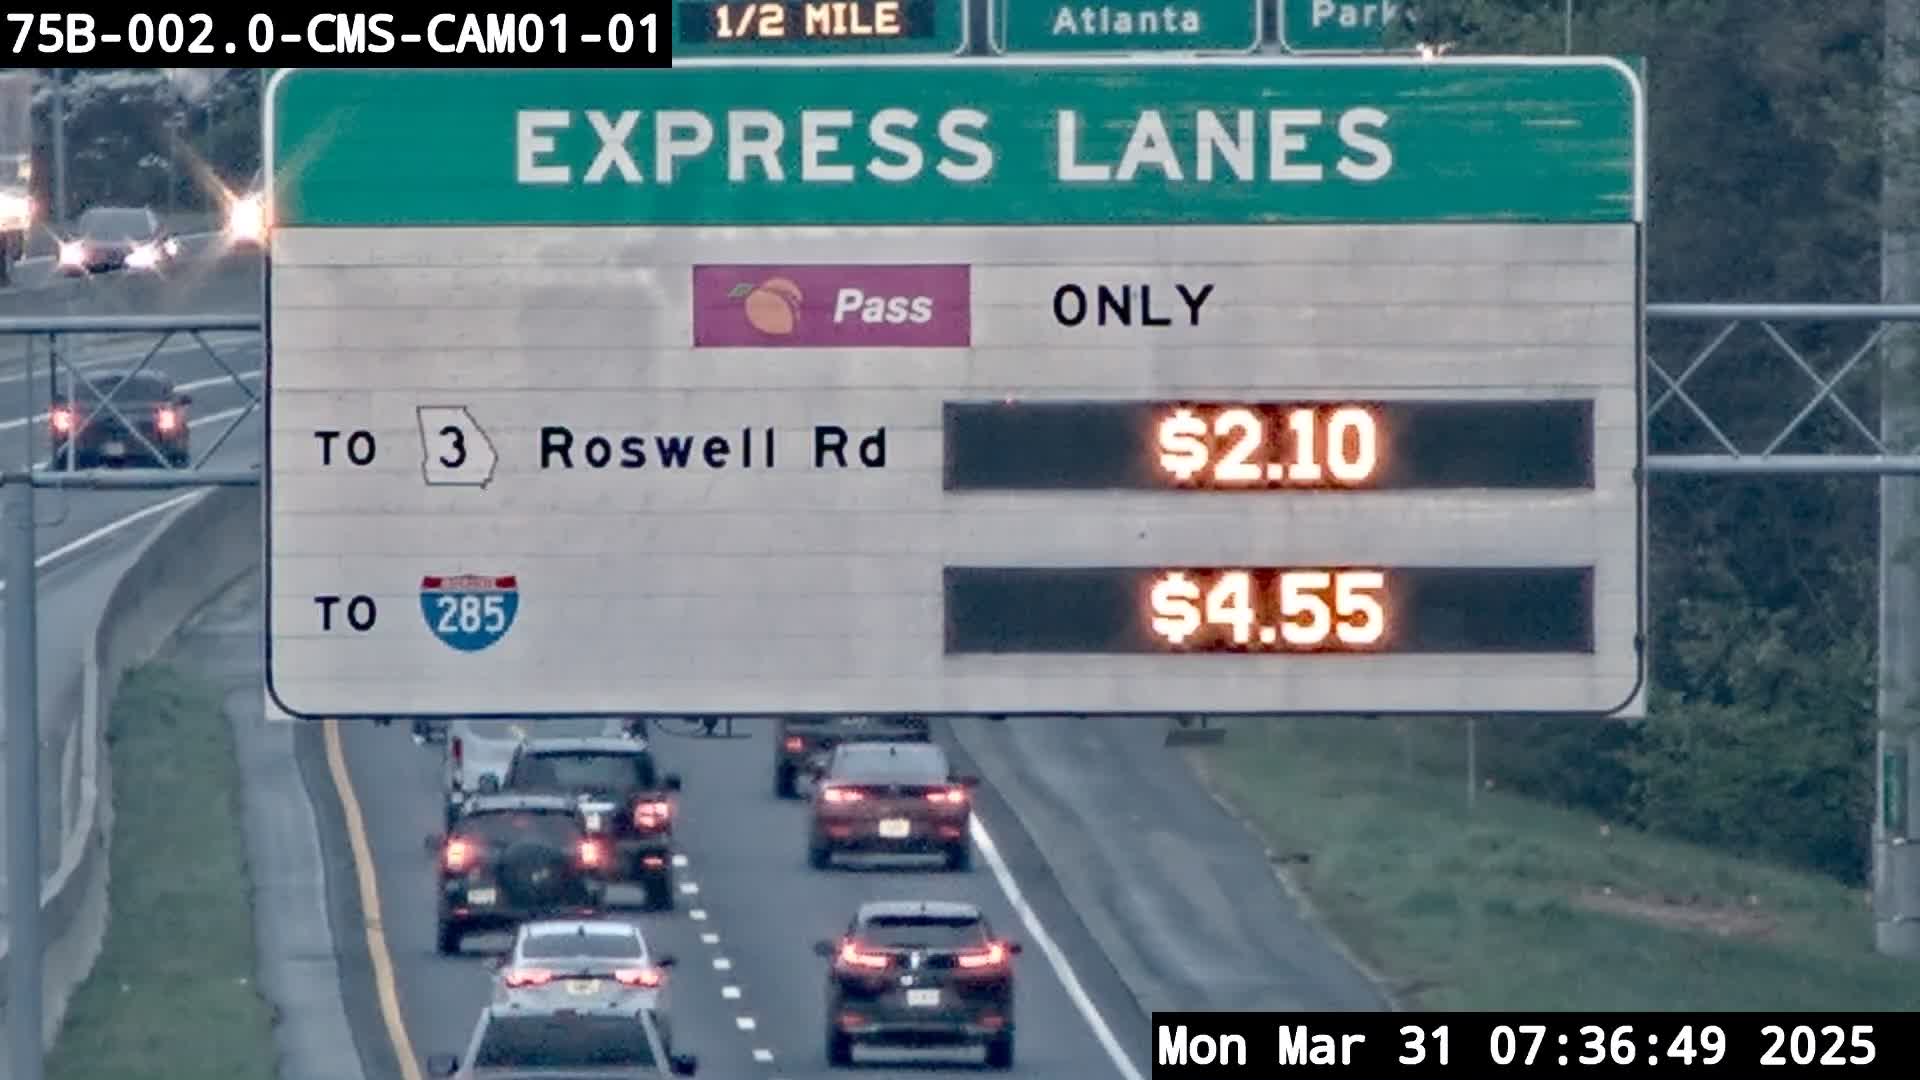 75B-002.0-CMS-CAM01-01
1/2 MILE
Atlanta
EXPRESS LANES
Pass ONLY
TO 3 Roswell Rd $2.10
TO 285 $4.55
Mon Mar 31 07:36:49 2025